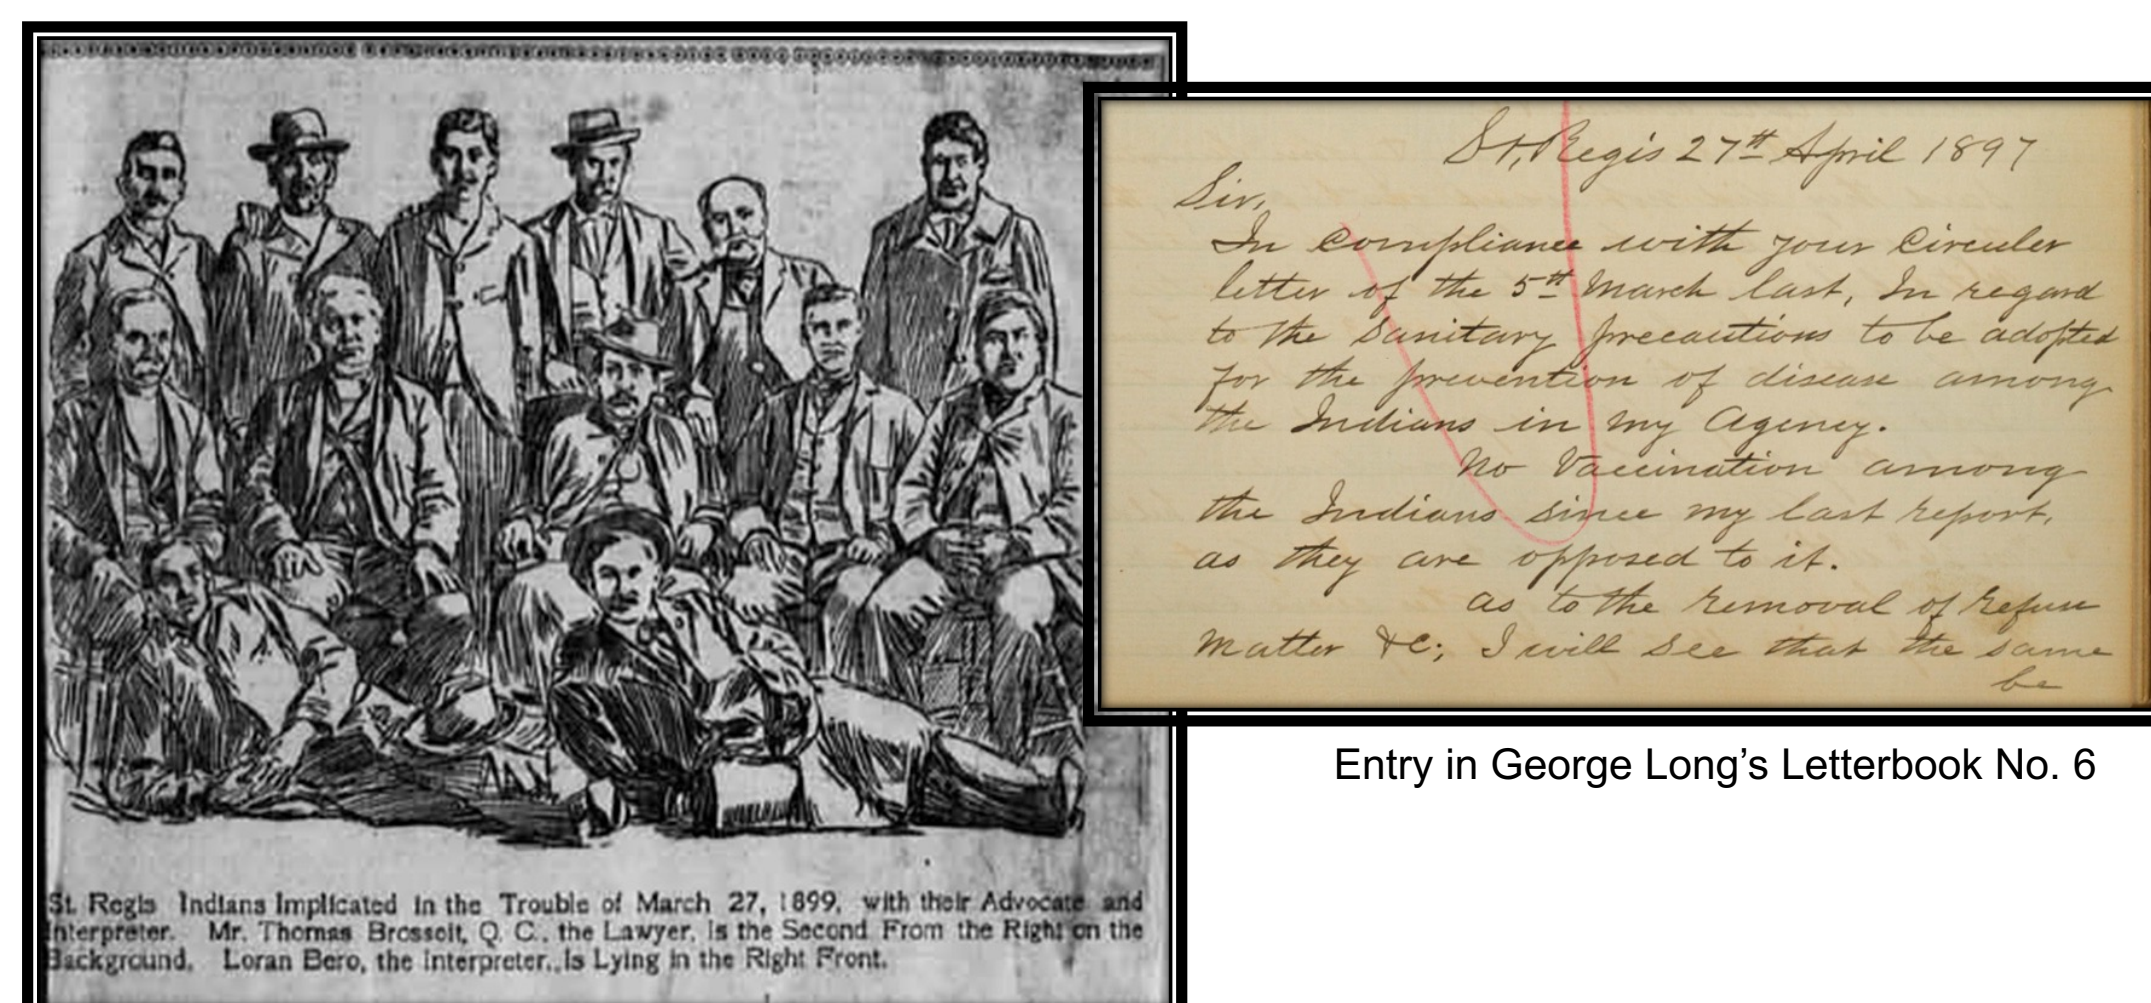 St. Regis Indians Implicated in the Trouble of March 27, 1899, with their Advocate and
Interpreter. Mr. Thomas Brossoit, Q. C., the Lawyer, is the Second From the Right on the
Background. Loran Bero, the Interpreter, is Lying in the Right Front.
St, Regis 27th April 1897
Sir,
In compliance with your Circuler
letter of the 5th March last, In regard
to the Sanitary precautions to be adopted
for the prevention of disease among
the Indians in my Agency.
No Vaccination among
the Indians since my last report,
as they are opposed to it.
as to the removal of refuse
matter &C; I will see that the same
be
Entry in George Long’s Letterbook No. 6